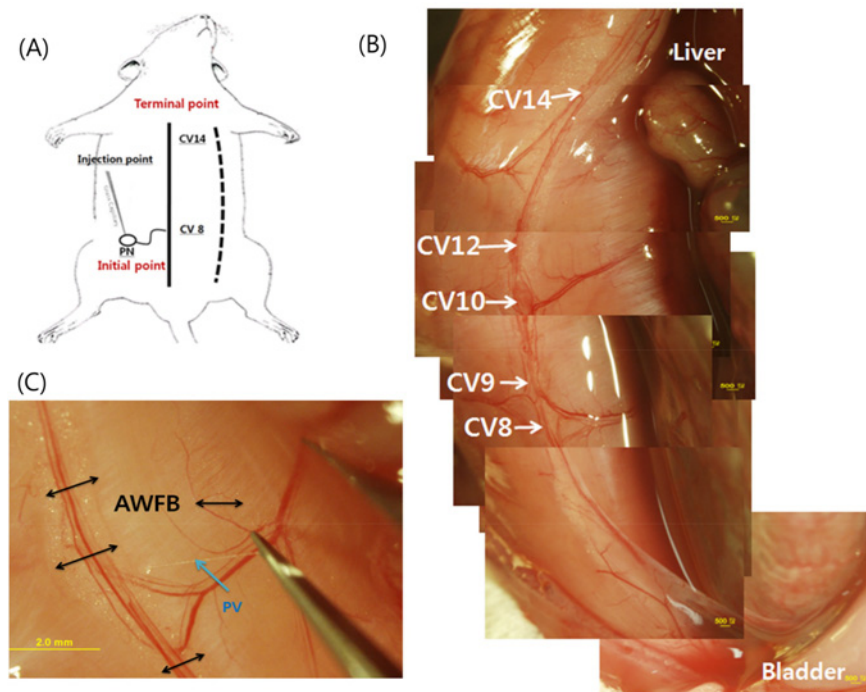 (A)
Terminal point
CV14
Injection point
CV 8
PN
Initial point
(B)
Liver
CV14
CV12
CV10
CV9
CV8
Bladder
(C)
AWFB
PV
2.0 mm